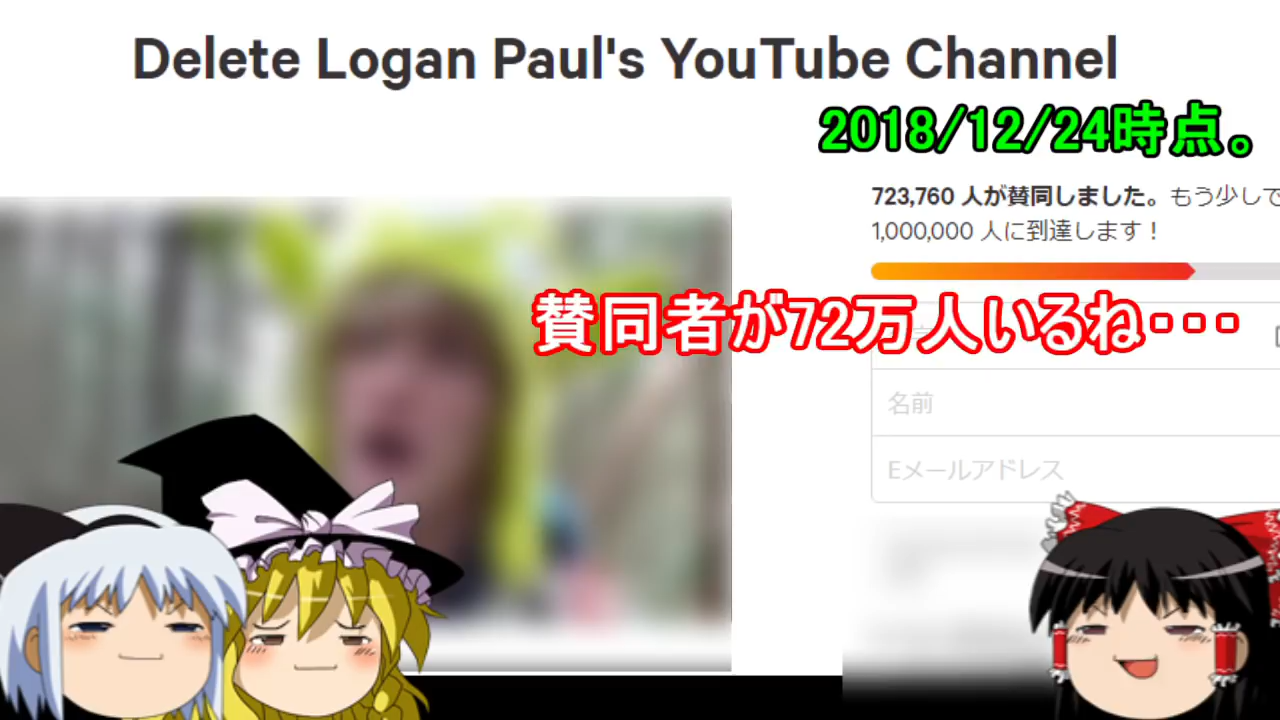 Delete Logan Paul's YouTube Channel
2018/12/24時点。
723,760 人が賛同しました。もう少しで
1,000,000 人に到達します！
賛同者が72万人いるね・・・
名前
Eメールアドレス